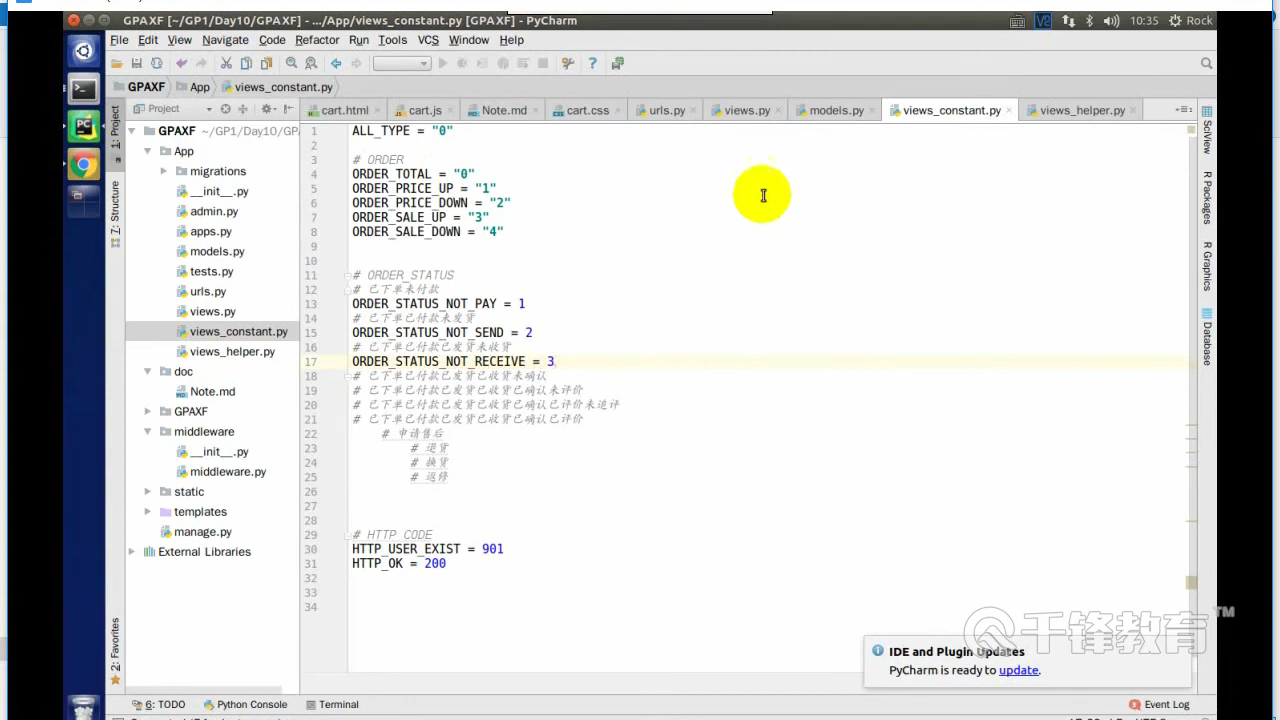 GPAXF [~/GP1/Day10/GPAXF] - .../App/views_constant.py [GPAXF] - PyCharm
10:35 Rock
File Edit View Navigate Code Refactor Run Tools VCS Window Help
GPAXF App views_constant.py
Project
cart.html cart.js Note.md cart.css urls.py views.py models.py views_constant.py views_helper.py
GPAXF ~/GP1/Day10/GPA
App
migrations
__init__.py
admin.py
apps.py
models.py
tests.py
urls.py
views.py
views_constant.py
views_helper.py
doc
Note.md
GPAXF
middleware
__init__.py
middleware.py
static
templates
manage.py
External Libraries
1: Project
7: Structure
2: Favorites
1 ALL_TYPE = "0"
2
3 # ORDER
4 ORDER_TOTAL = "0"
5 ORDER_PRICE_UP = "1"
6 ORDER_PRICE_DOWN = "2"
7 ORDER_SALE_UP = "3"
8 ORDER_SALE_DOWN = "4"
9
10
11 # ORDER_STATUS
12 # 已下单未付款
13 ORDER_STATUS_NOT_PAY = 1
14 # 已下单已付款未发货
15 ORDER_STATUS_NOT_SEND = 2
16 # 已下单已付款已发货未收货
17 ORDER_STATUS_NOT_RECEIVE = 3
18 # 已下单已付款已发货已收货未确认
19 # 已下单已付款已发货已收货已确认未评价
20 # 已下单已付款已发货已收货已确认已评价未追评
21 # 已下单已付款已发货已收货已确认已评价
22 # 申请售后
23 # 退货
24 # 换货
25 # 返修
26
27
28
29 # HTTP_CODE
30 HTTP_USER_EXIST = 901
31 HTTP_OK = 200
32
33
34
SciView
R Packages
R Graphics
Database
千锋教育 TM
IDE and Plugin Updates
PyCharm is ready to update.
6: TODO Python Console Terminal Event Log